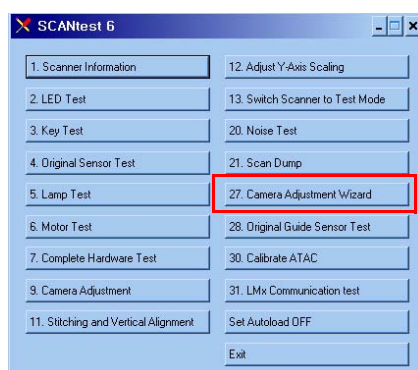 SCANtest 6
1. Scanner Information
2. LED Test
3. Key Test
4. Original Sensor Test
5. Lamp Test
6. Motor Test
7. Complete Hardware Test
9. Camera Adjustment
11. Stitching and Vertical Alignment
12. Adjust Y-Axis Scaling
13. Switch Scanner to Test Mode
20. Noise Test
21. Scan Dump
27. Camera Adjustment Wizard
28. Original Guide Sensor Test
30. Calibrate ATAC
31. LMx Communication test
Set Autoload OFF
Exit